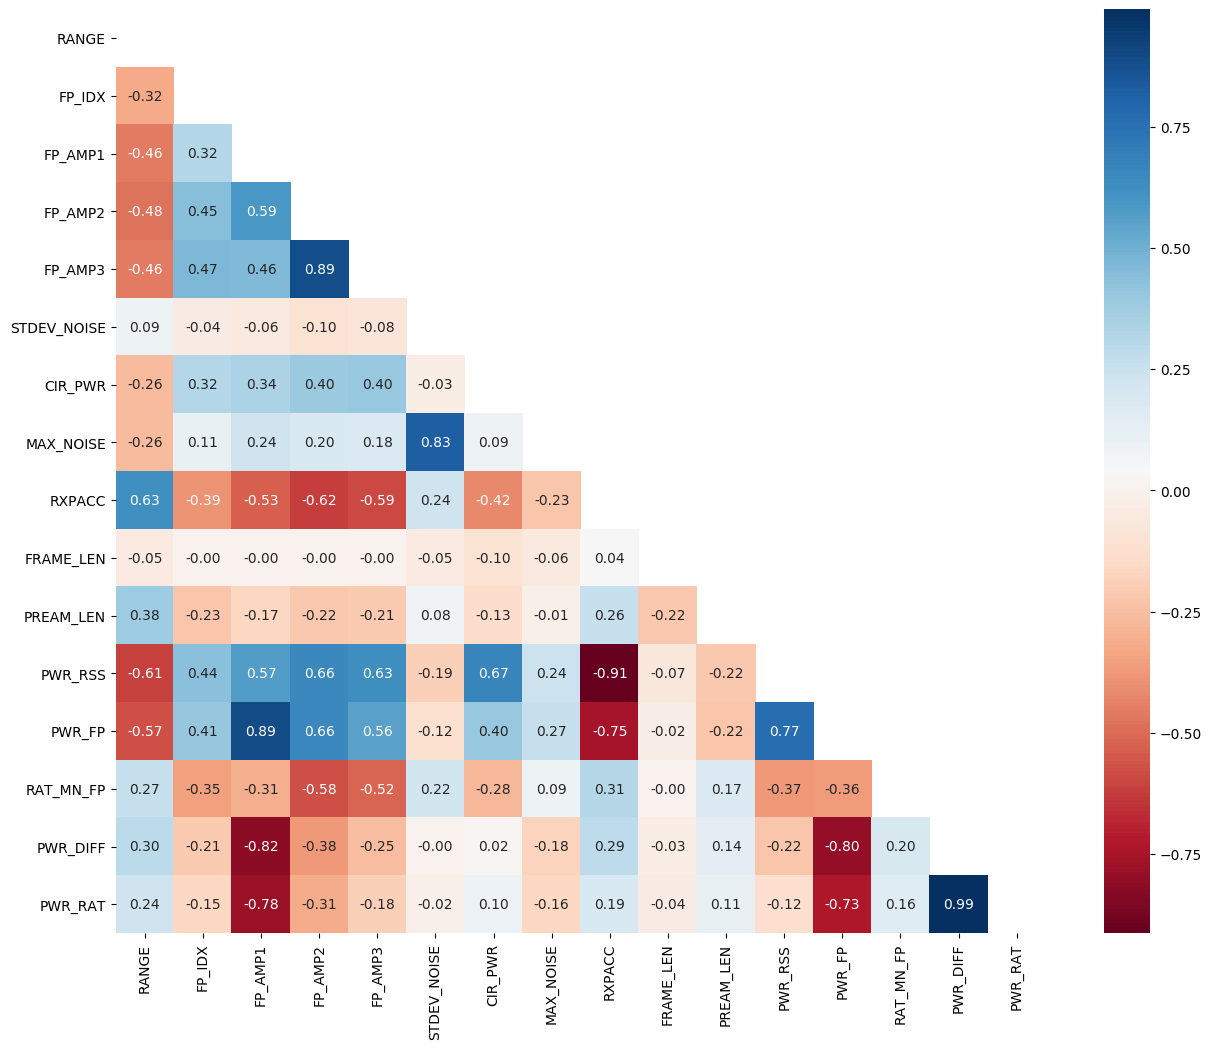 RANGE
FP_IDX -0.32
FP_AMP1 -0.46 0.32
FP_AMP2 -0.48 0.45 0.59
FP_AMP3 -0.46 0.47 0.46 0.89
STDEV_NOISE 0.09 -0.04 -0.06 -0.10 -0.08
CIR_PWR -0.26 0.32 0.34 0.40 0.40 -0.03
MAX_NOISE -0.26 0.11 0.24 0.20 0.18 0.83 0.09
RXPACC 0.63 -0.39 -0.53 -0.62 -0.59 0.24 -0.42 -0.23
FRAME_LEN -0.05 -0.00 -0.00 -0.00 -0.00 -0.05 -0.10 -0.06 0.04
PREAM_LEN 0.38 -0.23 -0.17 -0.22 -0.21 0.08 -0.13 -0.01 0.26 -0.22
PWR_RSS -0.61 0.44 0.57 0.66 0.63 -0.19 0.67 0.24 -0.91 -0.07 -0.22
PWR_FP -0.57 0.41 0.89 0.66 0.56 -0.12 0.40 0.27 -0.75 -0.02 -0.22 0.77
RAT_MN_FP 0.27 -0.35 -0.31 -0.58 -0.52 0.22 -0.28 0.09 0.31 -0.00 0.17 -0.37 -0.36
PWR_DIFF 0.30 -0.21 -0.82 -0.38 -0.25 -0.00 0.02 -0.18 0.29 -0.03 0.14 -0.22 -0.80 0.20
PWR_RAT 0.24 -0.15 -0.78 -0.31 -0.18 -0.02 0.10 -0.16 0.19 -0.04 0.11 -0.12 -0.73 0.16 0.99
RANGE FP_IDX FP_AMP1 FP_AMP2 FP_AMP3 STDEV_NOISE CIR_PWR MAX_NOISE RXPACC FRAME_LEN PREAM_LEN PWR_RSS PWR_FP RAT_MN_FP PWR_DIFF PWR_RAT
0.75
0.50
0.25
0.00
−0.25
−0.50
−0.75